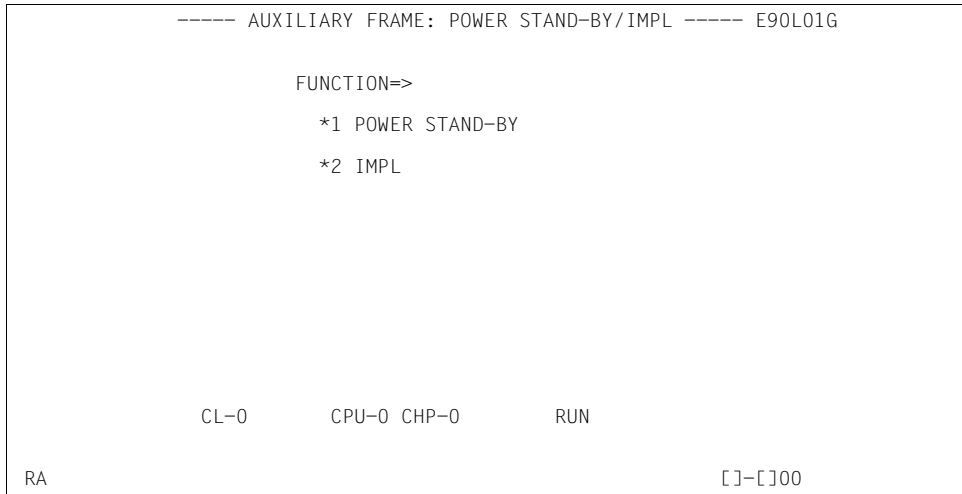 ----- AUXILIARY FRAME: POWER STAND-BY/IMPL ----- E90L01G
FUNCTION=>
*1 POWER STAND-BY
*2 IMPL
CL-0 CPU-0 CHP-0 RUN
RA []-[]00